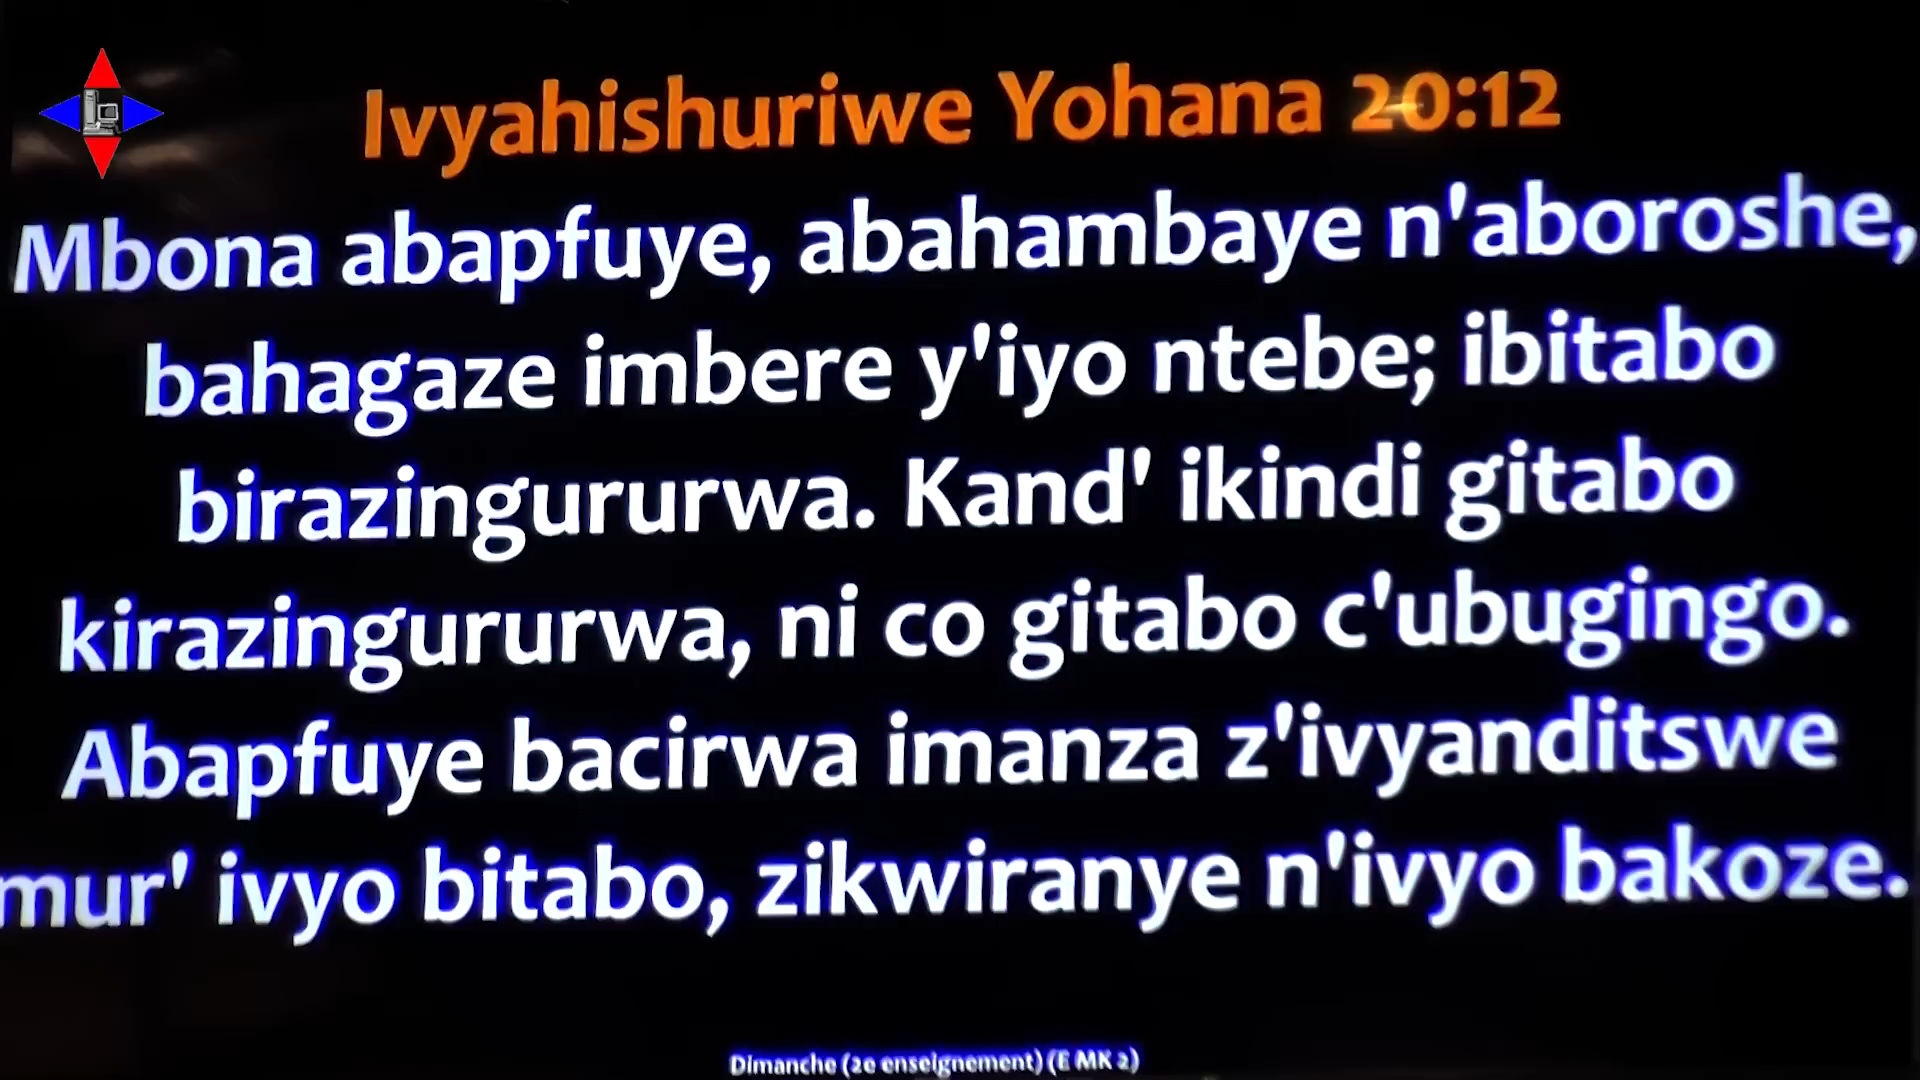 Ivyahishuriwe Yohana 20:12
Mbona abapfuye, abahambaye n'aboroshe,
bahagaze imbere y'iyo ntebe; ibitabo
birazingururwa. Kand' ikindi gitabo
kirazingururwa, ni co gitabo c'ubugingo.
Abapfuye bacirwa imanza z'ivyanditswe
mur' ivyo bitabo, zikwiranye n'ivyo bakoze.
Dimanche (2e enseignement) (E MK 2)